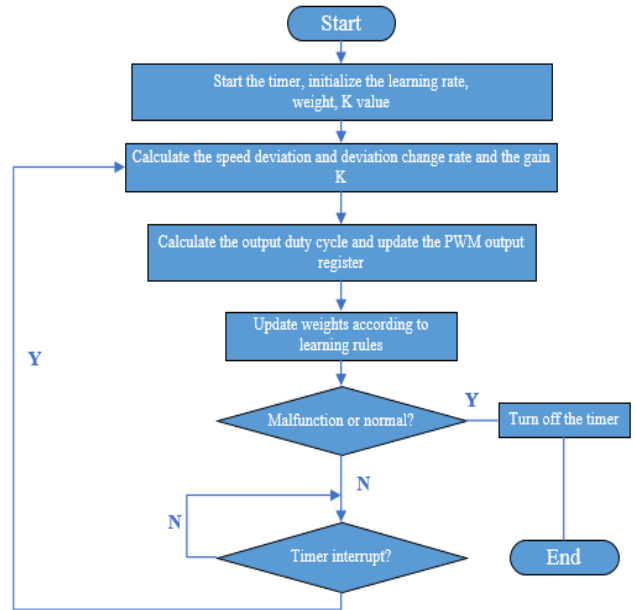 Start
Start the timer, initialize the learning rate,
weight, K value
Calculate the speed deviation and deviation change rate and the gain
K
Calculate the output duty cycle and update the PWM output
register
Update weights according to
learning rules
Y
Malfunction or normal?
Y
Turn off the timer
N
N
Timer interrupt?
End